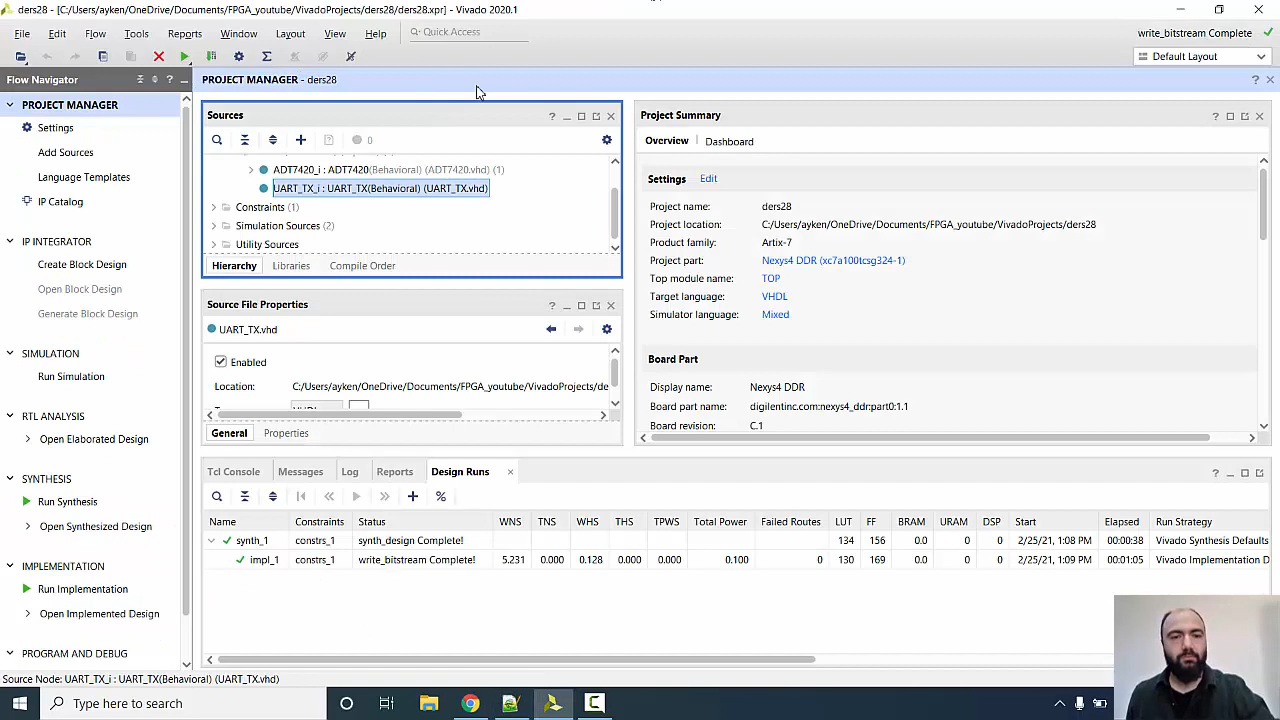 ders28 - [C:/Users/ayken/OneDrive/Documents/FPGA_youtube/VivadoProjects/ders28/ders28.xpr] - Vivado 2020.1
File Edit Flow Tools Reports Window Layout View Help Quick Access
write_bitstream Complete
0
Default Layout
Flow Navigator
PROJECT MANAGER
Settings
Add Sources
Language Templates
IP Catalog
IP INTEGRATOR
Create Block Design
Open Block Design
Generate Block Design
SIMULATION
Run Simulation
RTL ANALYSIS
Open Elaborated Design
SYNTHESIS
Run Synthesis
Open Synthesized Design
IMPLEMENTATION
Run Implementation
Open Implemented Design
PROGRAM AND DEBUG
PROJECT MANAGER - ders28
Sources
ADT7420_i : ADT7420(Behavioral) (ADT7420.vhd) (1)
UART_TX_i : UART_TX(Behavioral) (UART_TX.vhd)
Constraints (1)
Simulation Sources (2)
Utility Sources
Hierarchy Libraries Compile Order
Source File Properties
UART_TX.vhd
Enabled
Location: C:/Users/ayken/OneDrive/Documents/FPGA_youtube/VivadoProjects/de
General Properties
Project Summary
Overview Dashboard
Settings Edit
Project name: ders28
Project location: C:/Users/ayken/OneDrive/Documents/FPGA_youtube/VivadoProjects/ders28
Product family: Artix-7
Project part: Nexys4 DDR (xc7a100tcsg324-1)
Top module name: TOP
Target language: VHDL
Simulator language: Mixed
Board Part
Display name: Nexys4 DDR
Board part name: digilentinc.com:nexys4_ddr:part0:1.1
Board revision: C.1
Tcl Console Messages Log Reports Design Runs
Name Constraints Status WNS TNS WHS THS TPWS Total Power Failed Routes LUT FF BRAM URAM DSP Start Elapsed Run Strategy
synth_1 constrs_1 synth_design Complete! 134 156 0.0 0 0 2/25/21, 1:08 PM 00:00:38 Vivado Synthesis Defaults
impl_1 constrs_1 write_bitstream Complete! 5.231 0.000 0.128 0.000 0.000 0.100 0 130 169 0.0 0 0 2/25/21, 1:09 PM 00:01:05 Vivado Implementation D
Source Node: UART_TX_i : UART_TX(Behavioral) (UART_TX.vhd)
Type here to search